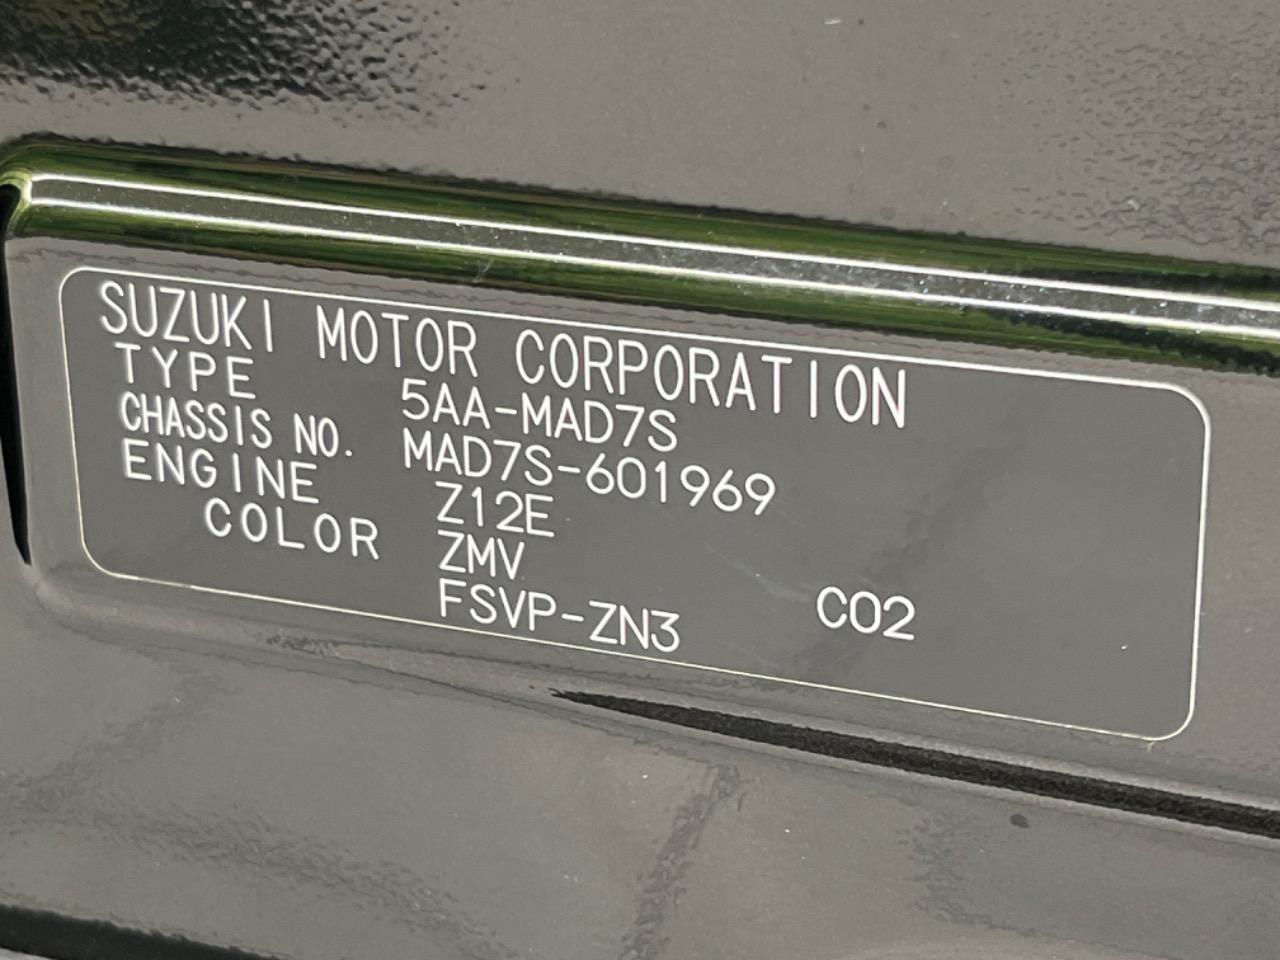 SUZUKI MOTOR CORPORATION
TYPE 5AA-MAD7S
CHASSIS NO. MAD7S-601969
ENGINE Z12E
COLOR ZMV
FSVP-ZN3 C02